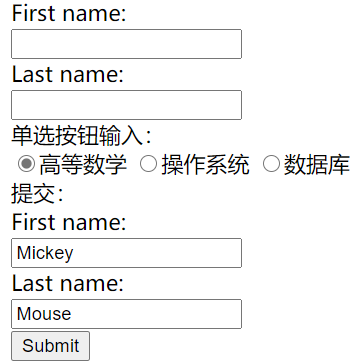 First name:
Last name:
单选按钮输入：
高等数学 操作系统 数据库
提交：
First name:
Mickey
Last name:
Mouse
Submit